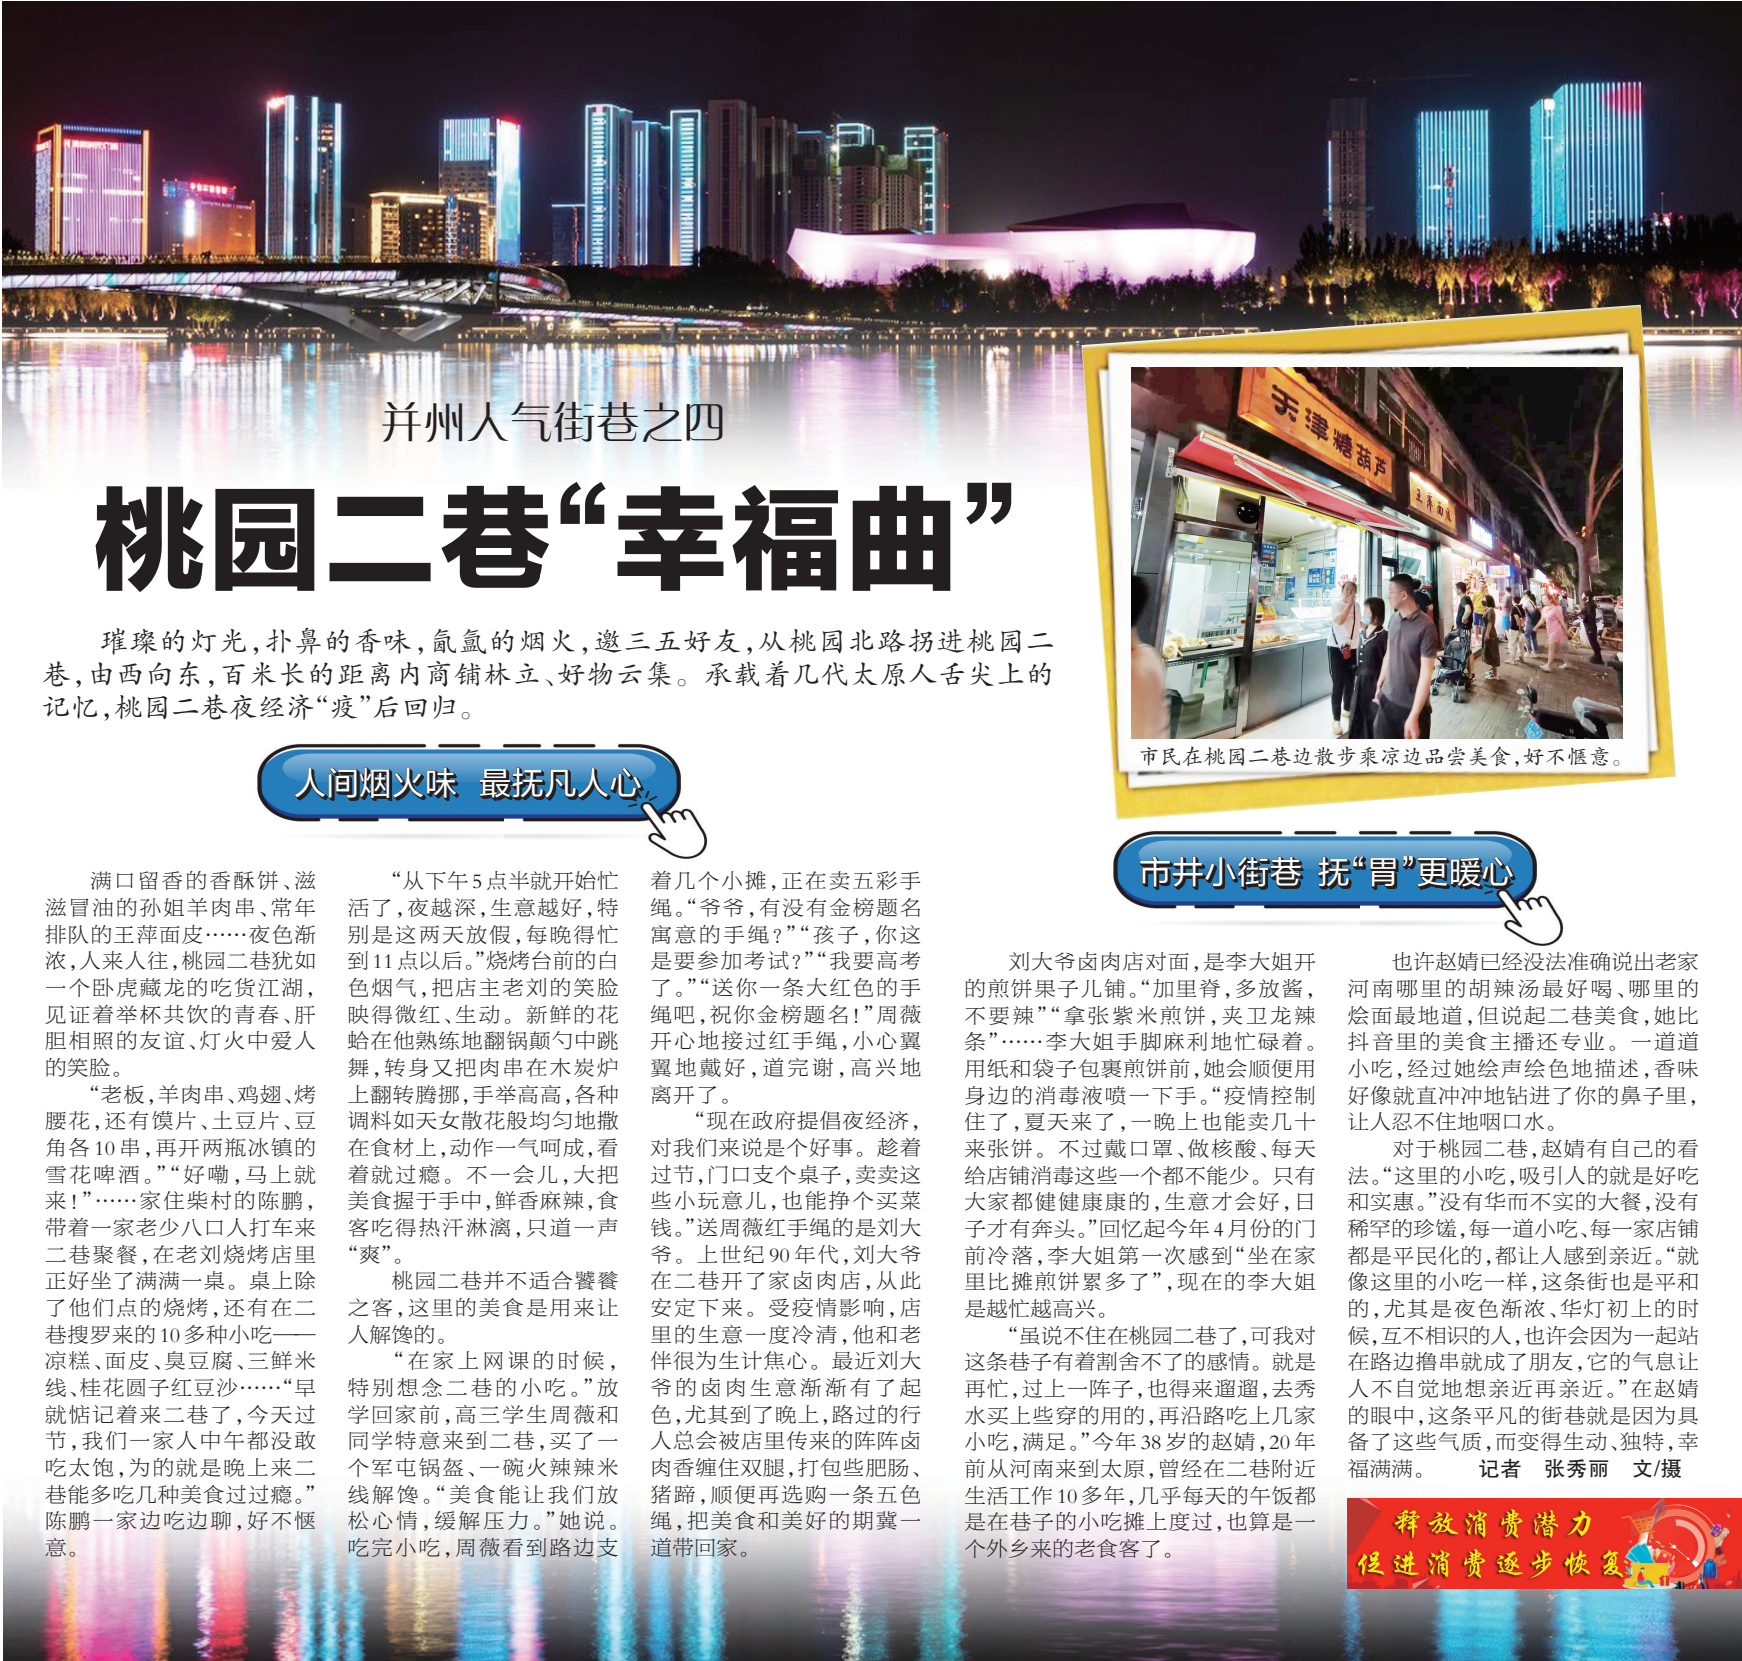 并州人气街巷之四
桃园二巷“幸福曲”
璀璨的灯光，扑鼻的香味，氤氲的烟火，邀三五好友，从桃园北路拐进桃园二
巷，由西向东，百米长的距离内商铺林立、好物云集。承载着几代太原人舌尖上的
记忆，桃园二巷夜经济“疫”后回归。
天津糖葫芦
王萍面皮
市民在桃园二巷边散步乘凉边品尝美食，好不惬意。
人间烟火味 最抚凡人心
满口留香的香酥饼、滋
滋冒油的孙姐羊肉串、常年
排队的王萍面皮……夜色渐
浓，人来人往，桃园二巷犹如
一个卧虎藏龙的吃货江湖，
见证着举杯共饮的青春、肝
胆相照的友谊、灯火中爱人
的笑脸。
“老板，羊肉串、鸡翅、烤
腰花，还有馍片、土豆片、豆
角各10串，再开两瓶冰镇的
雪花啤酒。”“好嘞，马上就
来！”……家住柴村的陈鹏，
带着一家老少八口人打车来
二巷聚餐，在老刘烧烤店里
正好坐了满满一桌。桌上除
了他们点的烧烤，还有在二
巷搜罗来的10多种小吃——
凉糕、面皮、臭豆腐、三鲜米
线、桂花圆子红豆沙……“早
就惦记着来二巷了，今天过
节，我们一家人中午都没敢
吃太饱，为的就是晚上来二
巷能多吃几种美食过过瘾。”
陈鹏一家边吃边聊，好不惬
意。
“从下午5点半就开始忙
活了，夜越深，生意越好，特
别是这两天放假，每晚得忙
到11点以后。”烧烤台前的白
色烟气，把店主老刘的笑脸
映得微红、生动。新鲜的花
蛤在他熟练地翻锅颠勺中跳
舞，转身又把肉串在木炭炉
上翻转腾挪，手举高高，各种
调料如天女散花般均匀地撒
在食材上，动作一气呵成，看
着就过瘾。不一会儿，大把
美食握于手中，鲜香麻辣，食
客吃得热汗淋漓，只道一声
“爽”。
桃园二巷并不适合饕餮
之客，这里的美食是用来让
人解馋的。
“在家上网课的时候，
特别想念二巷的小吃。”放
学回家前，高三学生周薇和
同学特意来到二巷，买了一
个军屯锅盔、一碗火辣辣米
线解馋。“美食能让我们放
松心情，缓解压力。”她说。
吃完小吃，周薇看到路边支
着几个小摊，正在卖五彩手
绳。“爷爷，有没有金榜题名
寓意的手绳？”“孩子，你这
是要参加考试？”“我要高考
了。”“送你一条大红色的手
绳吧，祝你金榜题名！”周薇
开心地接过红手绳，小心翼
翼地戴好，道完谢，高兴地
离开了。
“现在政府提倡夜经济，
对我们来说是个好事。趁着
过节，门口支个桌子，卖卖这
些小玩意儿，也能挣个买菜
钱。”送周薇红手绳的是刘大
爷。上世纪90年代，刘大爷
在二巷开了家卤肉店，从此
安定下来。受疫情影响，店
里的生意一度冷清，他和老
伴很为生计焦心。最近刘大
爷的卤肉生意渐渐有了起
色，尤其到了晚上，路过的行
人总会被店里传来的阵阵卤
肉香缠住双腿，打包些肥肠、
猪蹄，顺便再选购一条五色
绳，把美食和美好的期冀一
道带回家。
市井小街巷 抚“胃”更暖心
刘大爷卤肉店对面，是李大姐开
的煎饼果子儿铺。“加里脊，多放酱，
不要辣”“拿张紫米煎饼，夹卫龙辣
条”……李大姐手脚麻利地忙碌着。
用纸和袋子包裹煎饼前，她会顺便用
身边的消毒液喷一下手。“疫情控制
住了，夏天来了，一晚上也能卖几十
来张饼。不过戴口罩、做核酸、每天
给店铺消毒这些一个都不能少。只有
大家都健健康康的，生意才会好，日
子才有奔头。”回忆起今年4月份的门
前冷落，李大姐第一次感到“坐在家
里比摊煎饼累多了”，现在的李大姐
是越忙越高兴。
“虽说不住在桃园二巷了，可我对
这条巷子有着割舍不了的感情。就是
再忙，过上一阵子，也得来遛遛，去秀
水买上些穿的用的，再沿路吃上几家
小吃，满足。”今年38岁的赵婧，20年
前从河南来到太原，曾经在二巷附近
生活工作10多年，几乎每天的午饭都
是在巷子的小吃摊上度过，也算是一
个外乡来的老食客了。
也许赵婧已经没法准确说出老家
河南哪里的胡辣汤最好喝、哪里的
烩面最地道，但说起二巷美食，她比
抖音里的美食主播还专业。一道道
小吃，经过她绘声绘色地描述，香味
好像就直冲冲地钻进了你的鼻子里，
让人忍不住地咽口水。
对于桃园二巷，赵婧有自己的看
法。“这里的小吃，吸引人的就是好吃
和实惠。”没有华而不实的大餐，没有
稀罕的珍馐，每一道小吃、每一家店铺
都是平民化的，都让人感到亲近。“就
像这里的小吃一样，这条街也是平和
的，尤其是夜色渐浓、华灯初上的时
候，互不相识的人，也许会因为一起站
在路边撸串就成了朋友，它的气息让
人不自觉地想亲近再亲近。”在赵婧
的眼中，这条平凡的街巷就是因为具
备了这些气质，而变得生动、独特，幸
福满满。 记者 张秀丽 文/摄
释放消费潜力
促进消费逐步恢复